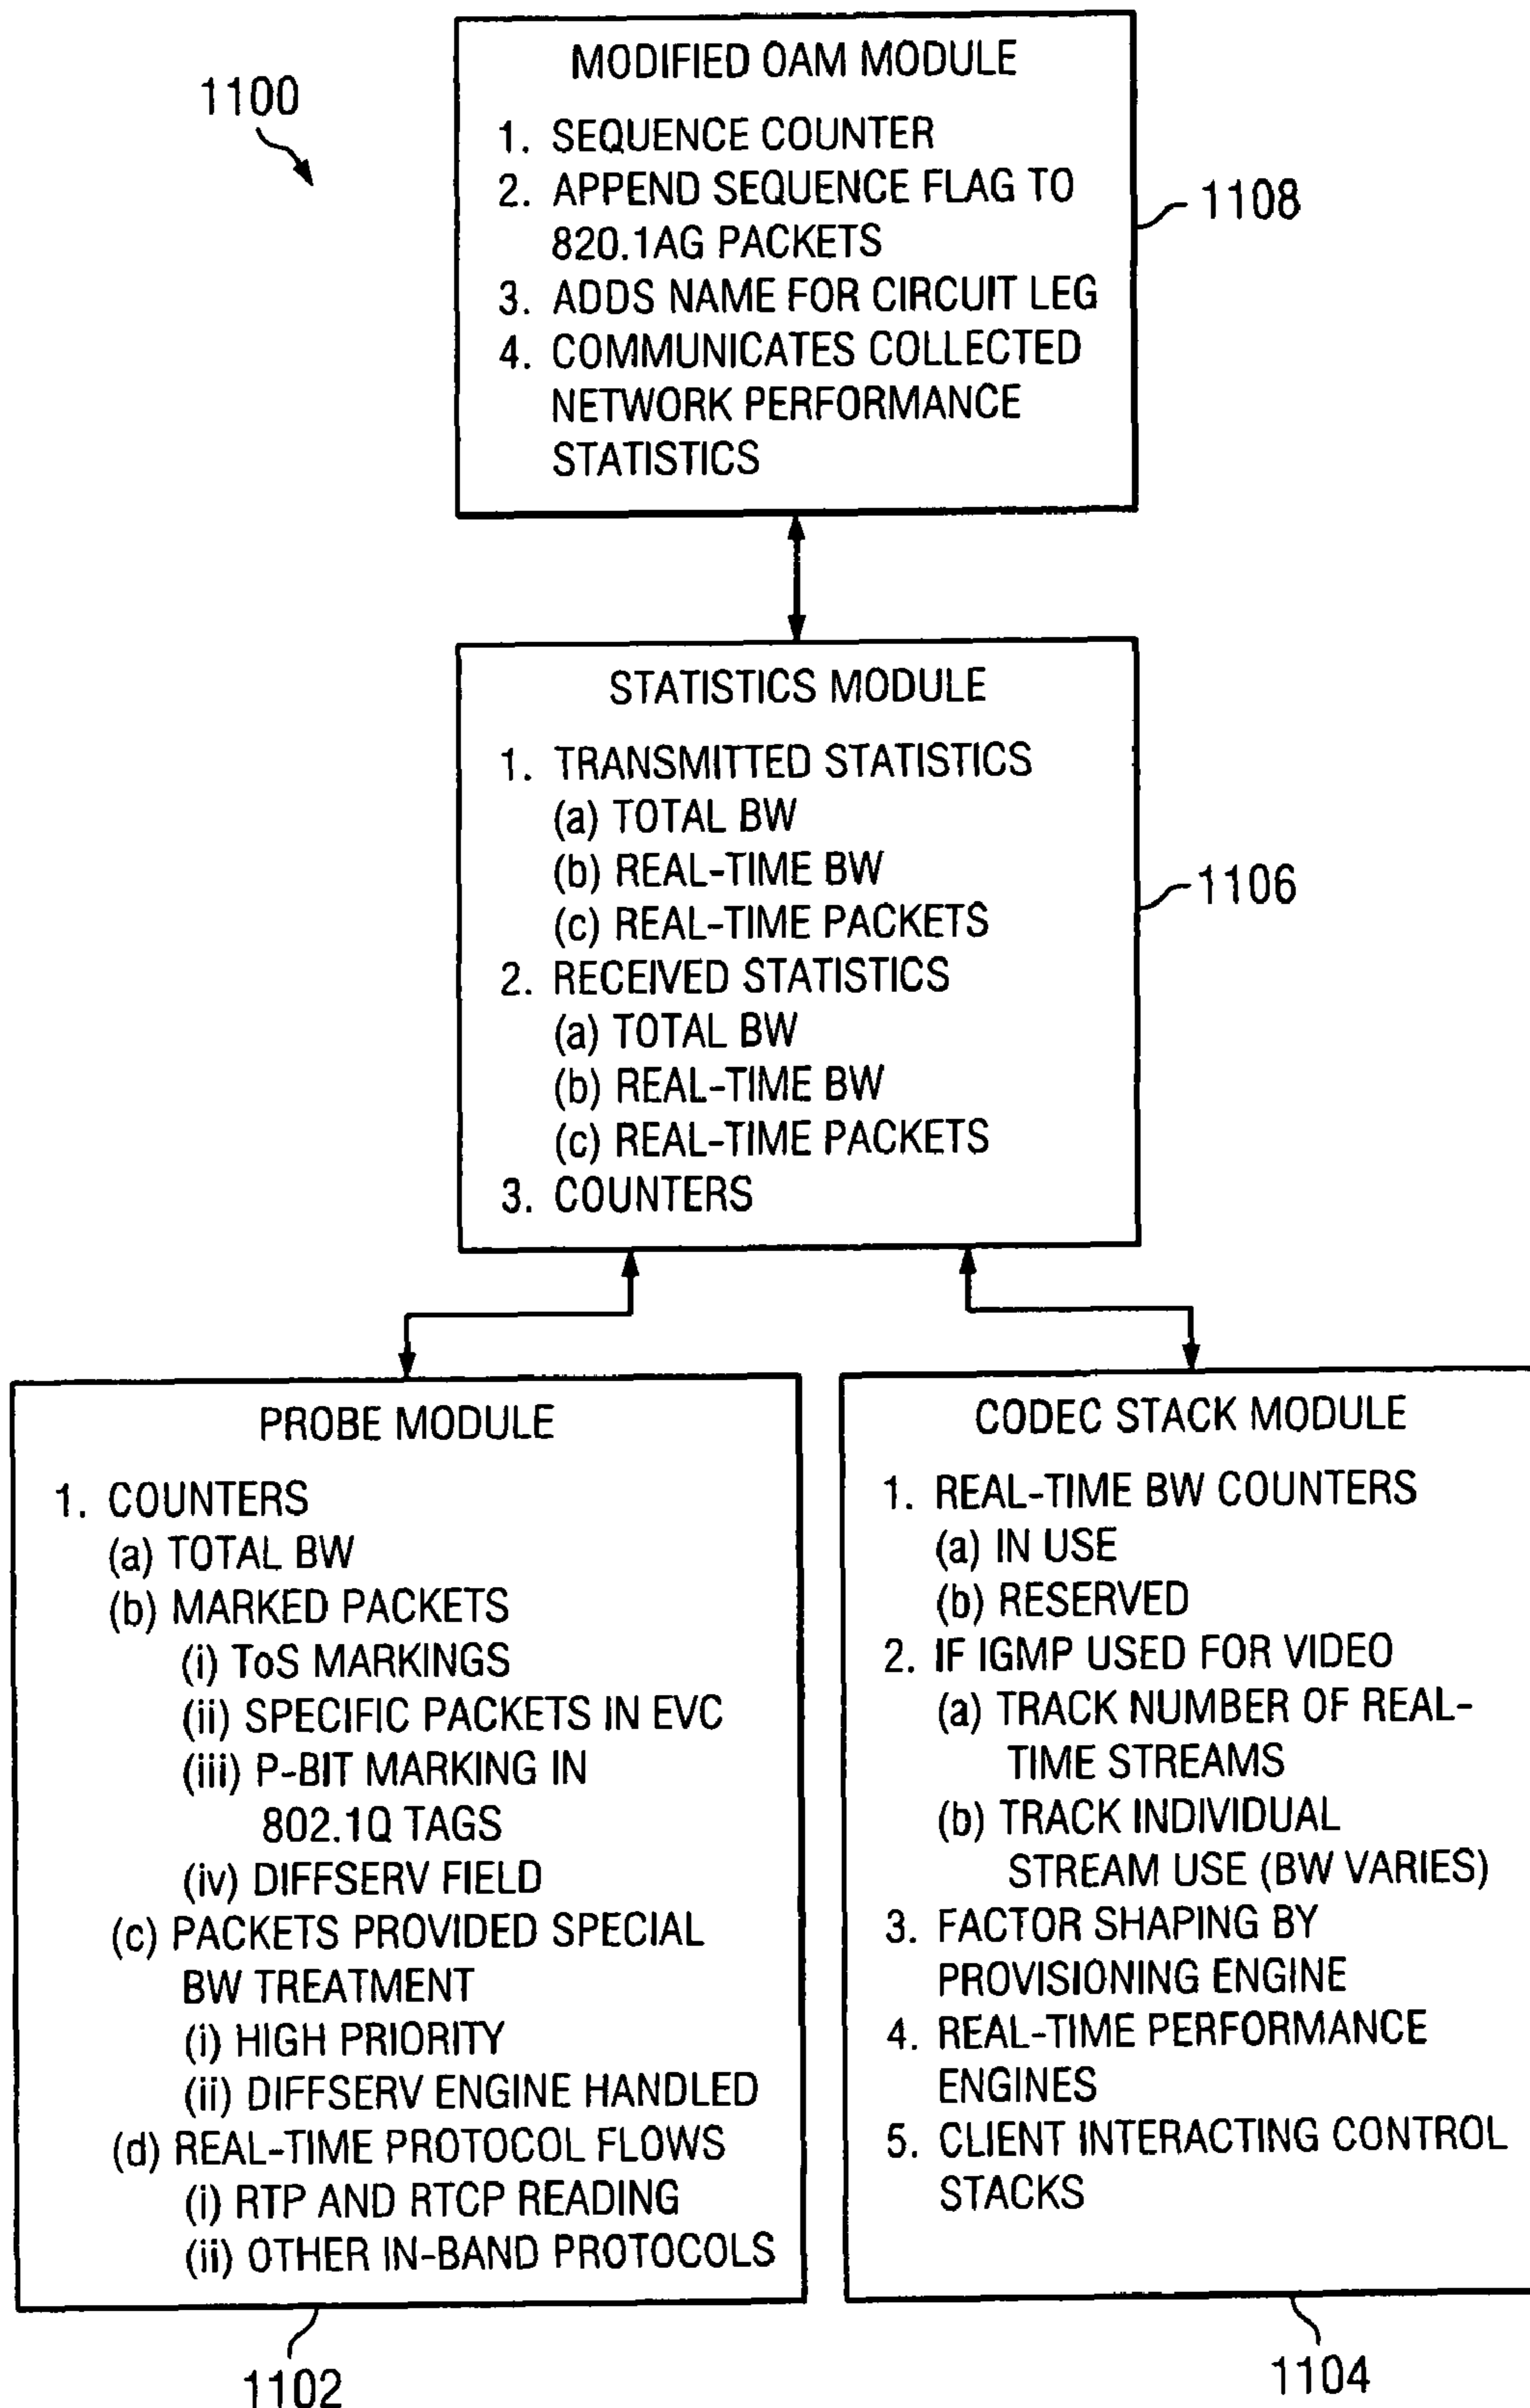 1100
MODIFIED OAM MODULE
1. SEQUENCE COUNTER
2. APPEND SEQUENCE FLAG TO
820.1AG PACKETS
3. ADDS NAME FOR CIRCUIT LEG
4. COMMUNICATES COLLECTED
NETWORK PERFORMANCE
STATISTICS
1108
STATISTICS MODULE
1. TRANSMITTED STATISTICS
(a) TOTAL BW
(b) REAL-TIME BW
(c) REAL-TIME PACKETS
2. RECEIVED STATISTICS
(a) TOTAL BW
(b) REAL-TIME BW
(c) REAL-TIME PACKETS
3. COUNTERS
1106
PROBE MODULE
1. COUNTERS
(a) TOTAL BW
(b) MARKED PACKETS
(i) ToS MARKINGS
(ii) SPECIFIC PACKETS IN EVC
(iii) P-BIT MARKING IN
802.1Q TAGS
(iv) DIFFSERV FIELD
(c) PACKETS PROVIDED SPECIAL
BW TREATMENT
(i) HIGH PRIORITY
(ii) DIFFSERV ENGINE HANDLED
(d) REAL-TIME PROTOCOL FLOWS
(i) RTP AND RTCP READING
(ii) OTHER IN-BAND PROTOCOLS
1102
CODEC STACK MODULE
1. REAL-TIME BW COUNTERS
(a) IN USE
(b) RESERVED
2. IF IGMP USED FOR VIDEO
(a) TRACK NUMBER OF REAL-
TIME STREAMS
(b) TRACK INDIVIDUAL
STREAM USE (BW VARIES)
3. FACTOR SHAPING BY
PROVISIONING ENGINE
4. REAL-TIME PERFORMANCE
ENGINES
5. CLIENT INTERACTING CONTROL
STACKS
1104